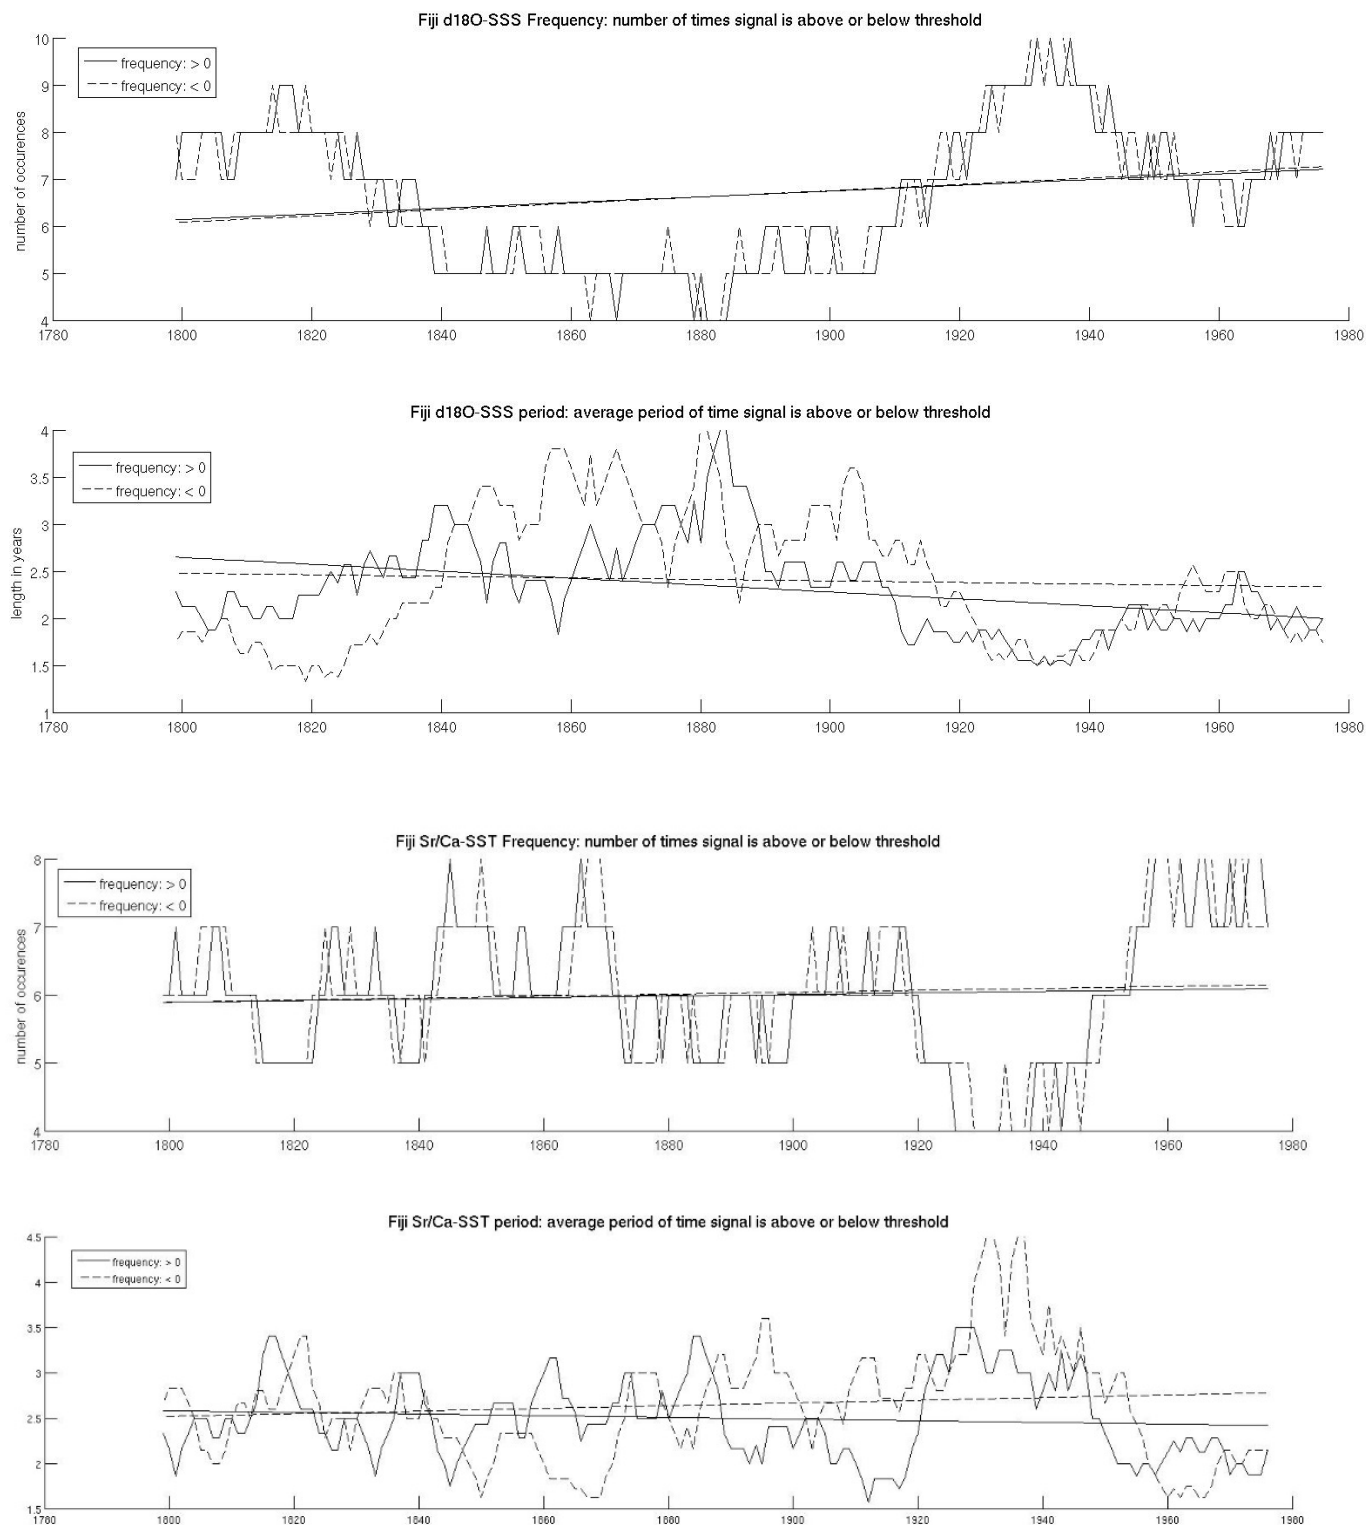 Fiji d18O-SSS Frequency: number of times signal is above or below threshold
10
9
8
7
6
5
4
number of occurences
frequency: > 0
frequency: < 0
1780 1800 1820 1840 1860 1880 1900 1920 1940 1960 1980
Fiji d18O-SSS period: average period of time signal is above or below threshold
4
3.5
3
2.5
2
1.5
1
length in years
frequency: > 0
frequency: < 0
1780 1800 1820 1840 1860 1880 1900 1920 1940 1960 1980
Fiji Sr/Ca-SST Frequency: number of times signal is above or below threshold
8
7
6
5
4
number of occurences
frequency: > 0
frequency: < 0
1780 1800 1820 1840 1860 1880 1900 1920 1940 1960 1980
Fiji Sr/Ca-SST period: average period of time signal is above or below threshold
4.5
4
3.5
3
2.5
2
1.5
frequency: > 0
frequency: < 0
1780 1800 1820 1840 1860 1880 1900 1920 1940 1960 1980